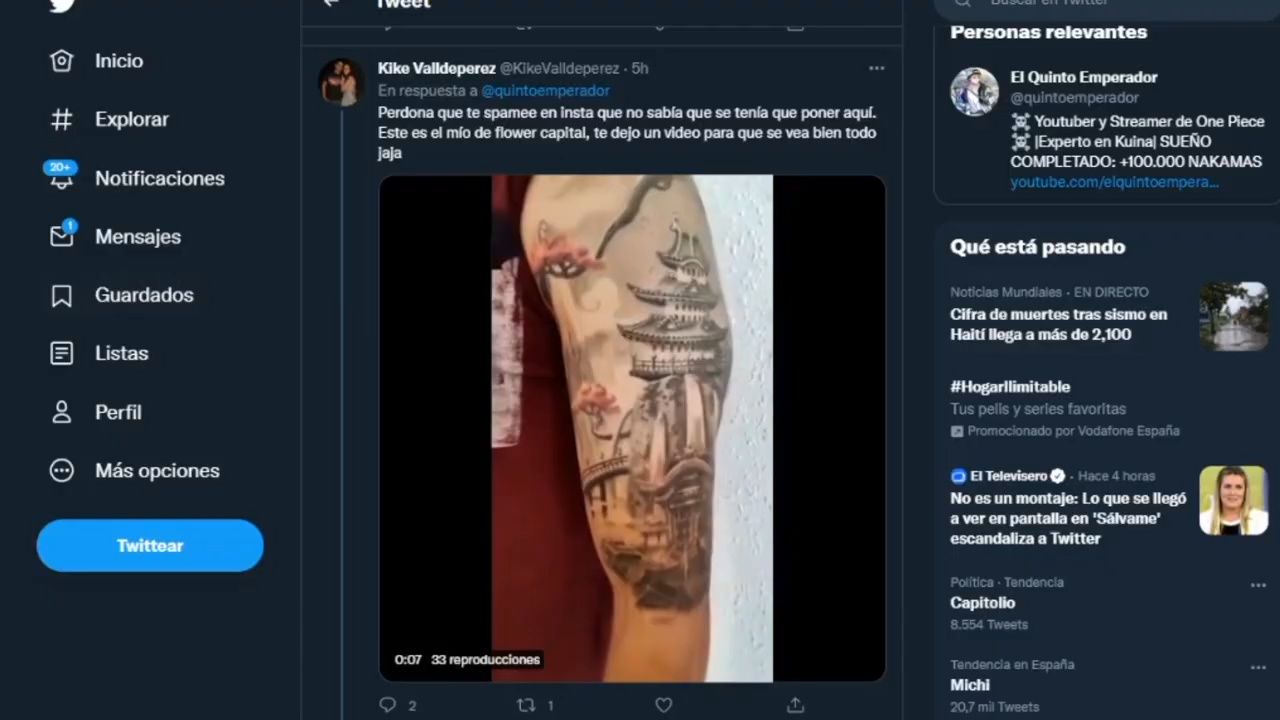 Inicio
Explorar
20+
Notificaciones
1
Mensajes
Guardados
Listas
Perfil
Más opciones
Twittear
Tweet
Kike Valldeperez @KikeValldeperez · 5h
En respuesta a @quintoemperador
Perdona que te spamee en insta que no sabía que se tenía que poner aquí.
Este es el mío de flower capital, te dejo un video para que se vea bien todo
jaja
0:07 33 reproducciones
2 1
Buscar en Twitter
Personas relevantes
El Quinto Emperador
@quintoemperador
Youtuber y Streamer de One Piece
|Experto en Kuina| SUEÑO
COMPLETADO: +100.000 NAKAMAS
youtube.com/elquintoempera...
Qué está pasando
Noticias Mundiales · EN DIRECTO
Cifra de muertes tras sismo en
Haití llega a más de 2,100
#HogarIlimitable
Tus pelis y series favoritas
Promocionado por Vodafone España
El Televisero · Hace 4 horas
No es un montaje: Lo que se llegó
a ver en pantalla en 'Sálvame'
escandaliza a Twitter
Política · Tendencia
Capitolio
8.554 Tweets
Tendencia en España
Michi
20,7 mil Tweets